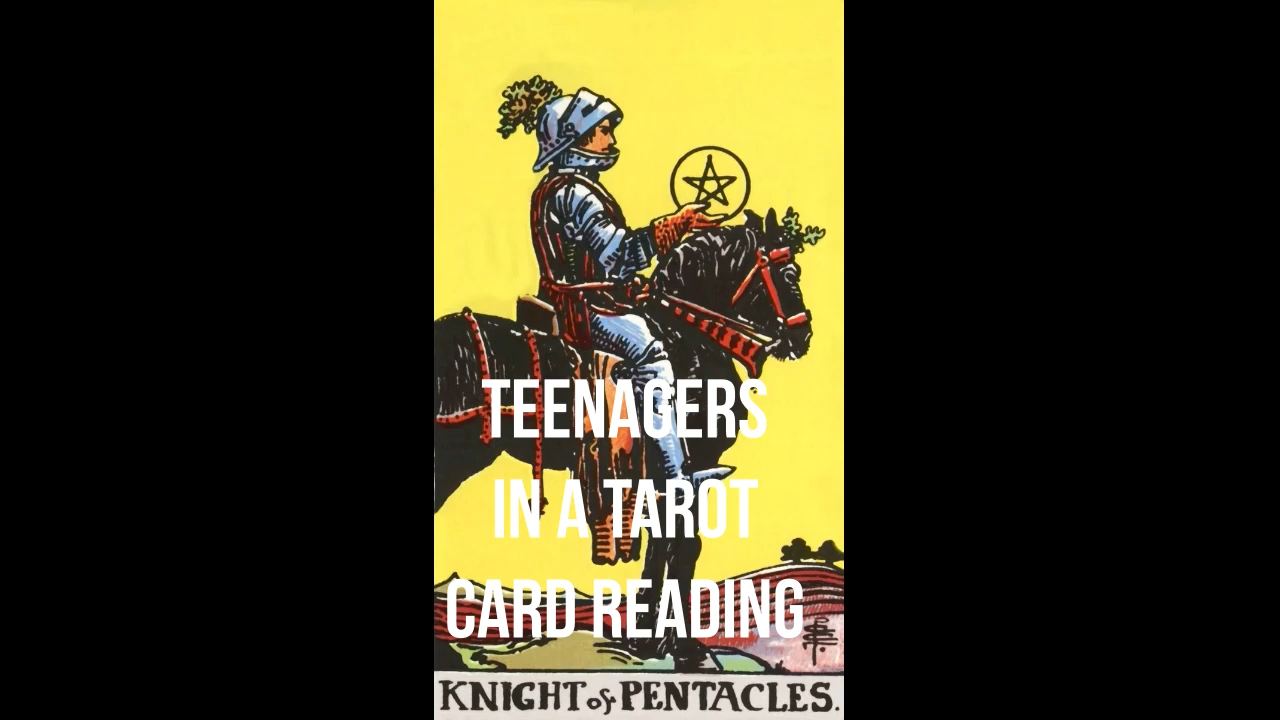 TEENAGERS
IN A TAROT
CARD READING
KNIGHT of PENTACLES.